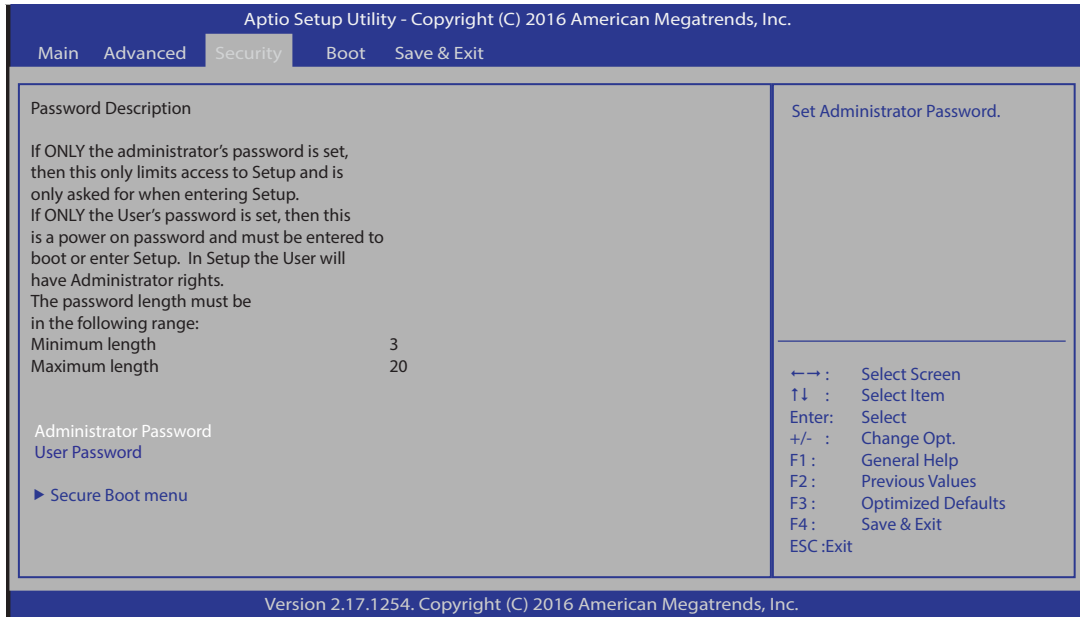 Aptio Setup Utility - Copyright (C) 2016 American Megatrends, Inc.
Main Advanced Security Boot Save & Exit
Password Description
If ONLY the administrator's password is set,
then this only limits access to Setup and is
only asked for when entering Setup.
If ONLY the User's password is set, then this
is a power on password and must be entered to
boot or enter Setup. In Setup the User will
have Administrator rights.
The password length must be
in the following range:
Minimum length 3
Maximum length 20
Administrator Password
User Password
▶ Secure Boot menu
Set Administrator Password.
←→ : Select Screen
↑↓ : Select Item
Enter: Select
+/- : Change Opt.
F1 : General Help
F2 : Previous Values
F3 : Optimized Defaults
F4 : Save & Exit
ESC :Exit
Version 2.17.1254. Copyright (C) 2016 American Megatrends, Inc.